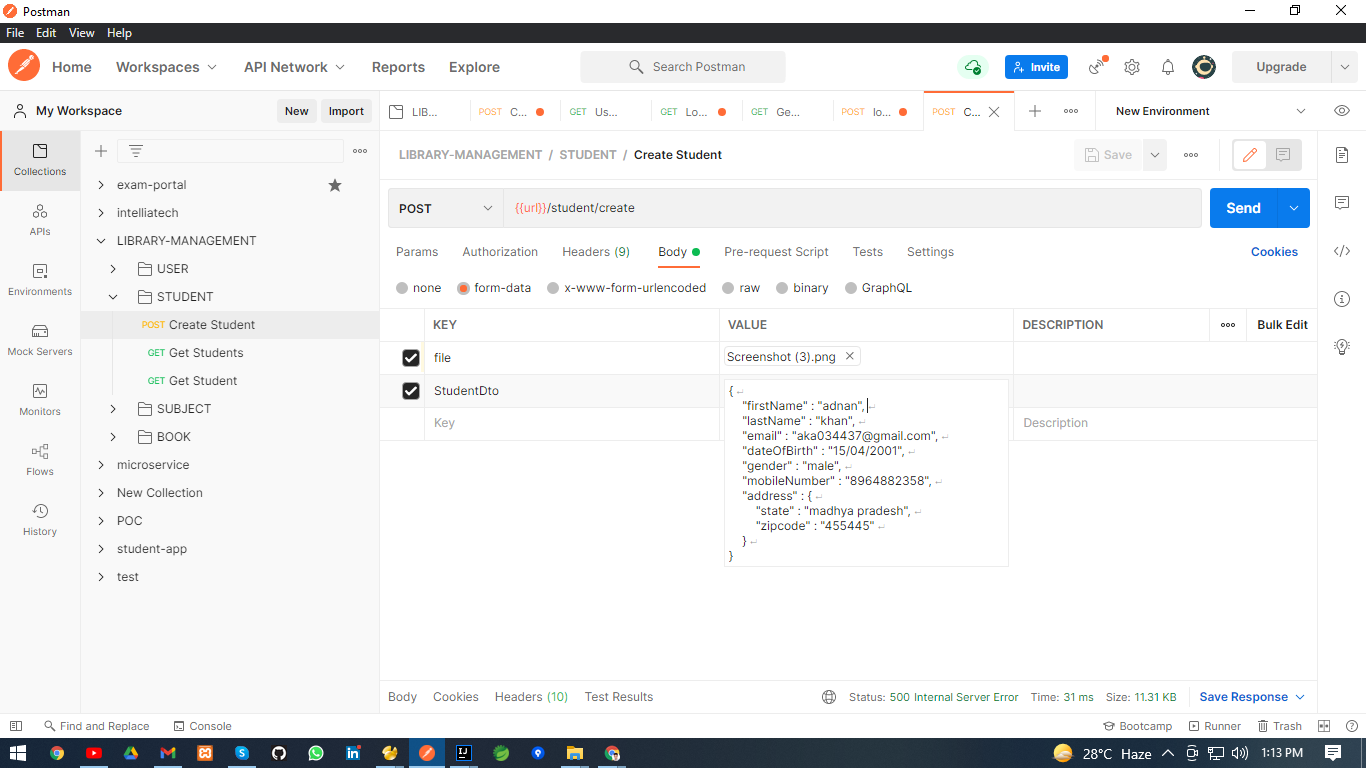 Postman
File Edit View Help
Home Workspaces API Network Reports Explore Search Postman Invite Upgrade
My Workspace New Import LIB... POST C... GET Us... GET Lo... GET Ge... POST lo... POST C... New Environment
Collections
APIs
Environments
Mock Servers
Monitors
Flows
History
exam-portal
intelliatech
LIBRARY-MANAGEMENT
USER
STUDENT
POST Create Student
GET Get Students
GET Get Student
SUBJECT
BOOK
microservice
New Collection
POC
student-app
test
LIBRARY-MANAGEMENT / STUDENT / Create Student Save
POST {{url}}/student/create Send
Params Authorization Headers (9) Body Pre-request Script Tests Settings Cookies
none form-data x-www-form-urlencoded raw binary GraphQL
KEY VALUE DESCRIPTION Bulk Edit
file Screenshot (3).png
StudentDto
{
"firstName" : "adnan",
"lastName" : "khan",
"email" : "aka034437@gmail.com",
"dateOfBirth" : "15/04/2001",
"gender" : "male",
"mobileNumber" : "8964882358",
"address" : {
"state" : "madhya pradesh",
"zipcode" : "455445"
}
}
Key Description
Body Cookies Headers (10) Test Results Status: 500 Internal Server Error Time: 31 ms Size: 11.31 KB Save Response
Find and Replace Console Bootcamp Runner Trash
28°C Haze 1:13 PM